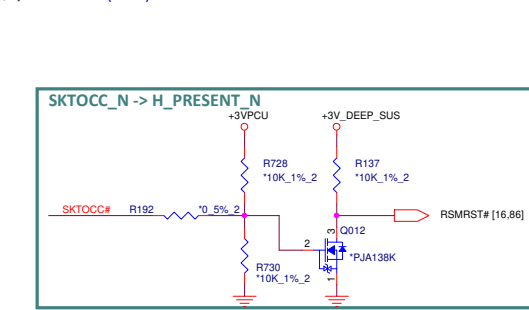 SKTOCC_N -> H_PRESENT_N
+3VPCU
+3V_DEEP_SUS
R728
*10K_1%_2
R137
*10K_1%_2
SKTOCC#
R192
*0_5%_2
RSMRST# [16,86]
3
Q012
2
*PJA138K
R730
*10K_1%_2
1